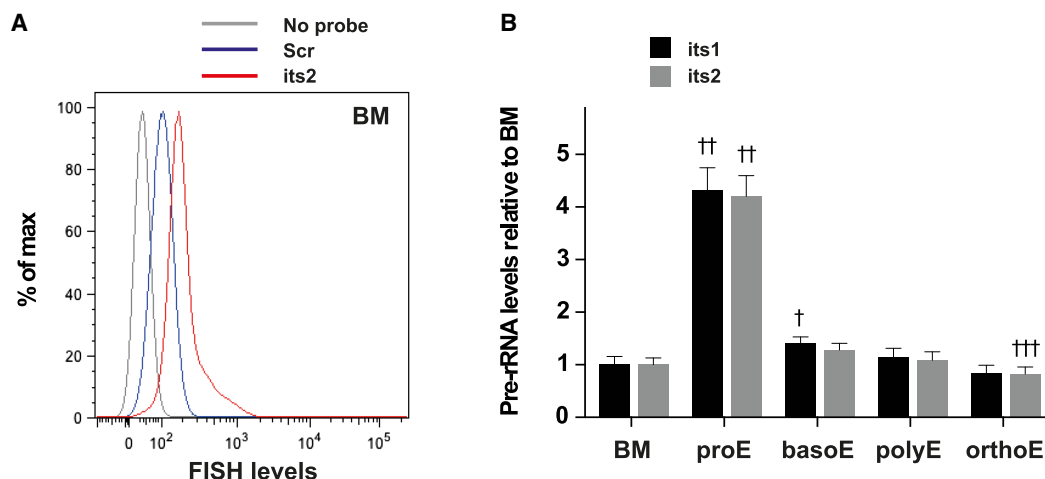 A
No probe
Scr
its2
BM
100
80
60
40
20
0
% of max
0 10² 10³ 10⁴ 10⁵
FISH levels
B
its1
its2
Pre-rRNA levels relative to BM
5
4
3
2
1
0
†† ††
†
†††
BM proE basoE polyE orthoE